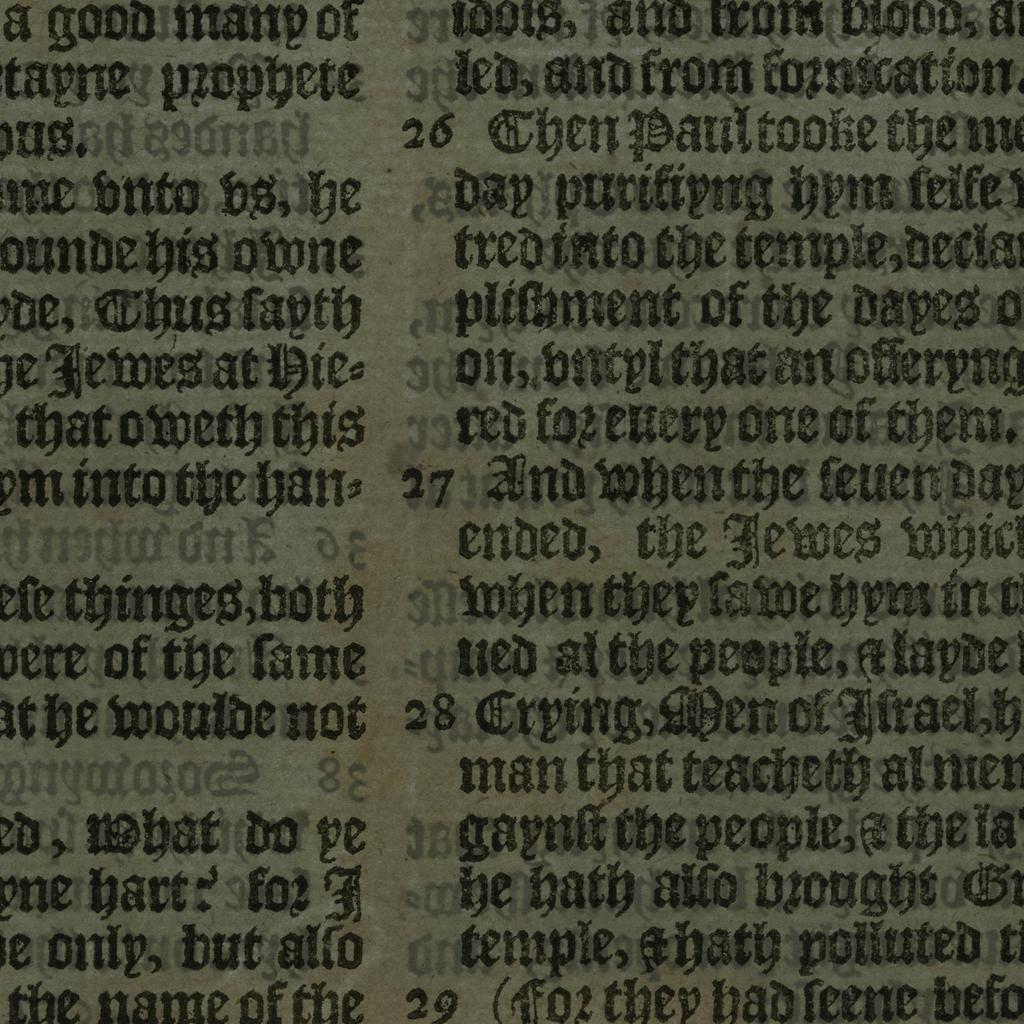 a good many of
tayne prophete
bus.
me vnto vs, he
ounde his owne
yde, Thus sayth
he Jewes at Hie-
that oweth this
ym into the han-
ese thinges, both
were of the same
at he woulde not
ed, What do ye
yne hart? for I
be only, but also
the name of the
idols, and from blood, a
led, and from fornication.
26 Then Paul tooke the me
day purifiyng hym selfe
tred into the temple, decla
plishment of the dayes o
on, vntyl that an offeryng
red for euery one of them.
27 And when the seuen day
ended, the Jewes which
when they sawe hym in t
ued al the people, & layde
28 Crying, Men of Israel, h
man that teacheth al men
gaynst the people, & the la
he hath also brought Gr
temple, & hath polluted t
29 (For they had seene befo